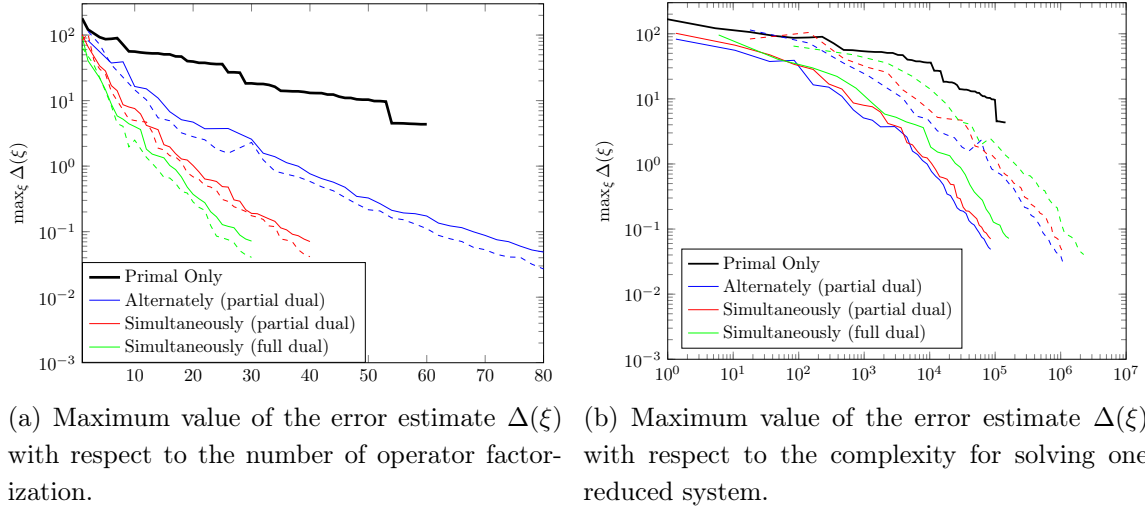 10^2
10^1
10^0
10^−1
10^−2
10^−3
max_ξ Δ(ξ)
10 20 30 40 50 60 70 80
Primal Only
Alternately (partial dual)
Simultaneously (partial dual)
Simultaneously (full dual)
(a) Maximum value of the error estimate Δ(ξ)
with respect to the number of operator factor-
ization.
10^2
10^1
10^0
10^−1
10^−2
10^−3
max_ξ Δ(ξ)
10^0 10^1 10^2 10^3 10^4 10^5 10^6 10^7
Primal Only
Alternately (partial dual)
Simultaneously (partial dual)
Simultaneously (full dual)
(b) Maximum value of the error estimate Δ(ξ)
with respect to the complexity for solving one
reduced system.